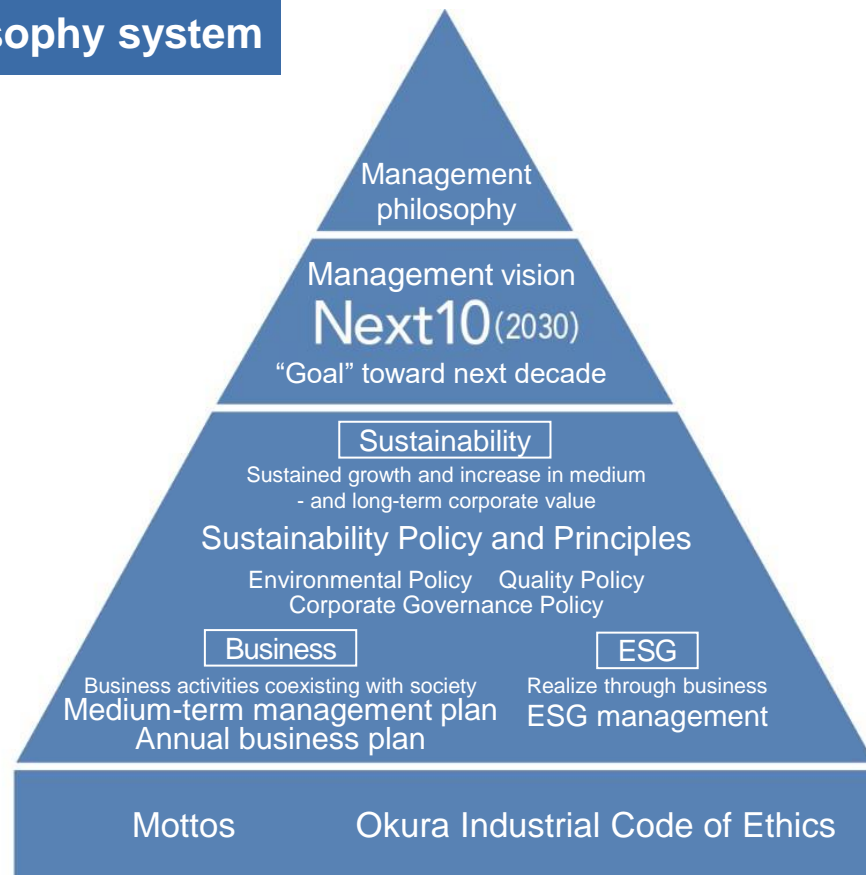 sophy system
Management
philosophy
Management vision
Next10 (2030)
“Goal” toward next decade
Sustainability
Sustained growth and increase in medium
- and long-term corporate value
Sustainability Policy and Principles
Environmental Policy Quality Policy
Corporate Governance Policy
Business
Business activities coexisting with society
Medium-term management plan
Annual business plan
ESG
Realize through business
ESG management
Mottos
Okura Industrial Code of Ethics